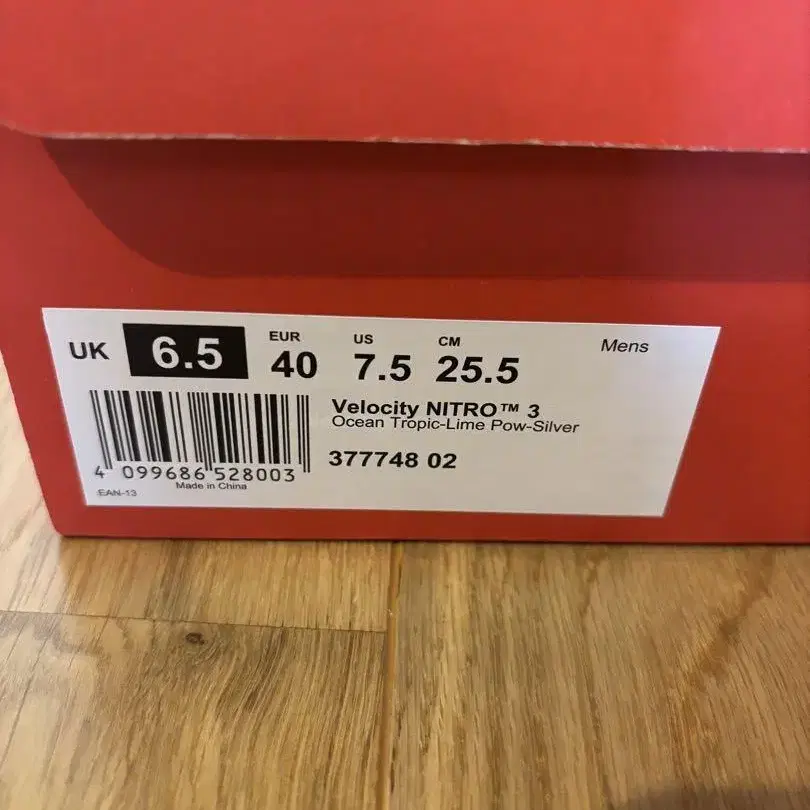 UK 6.5 EUR 40 US 7.5 CM 25.5 Mens
Velocity NITRO™ 3
Ocean Tropic-Lime Pow-Silver
377748 02
4 099686 528003
Made in China
EAN-13